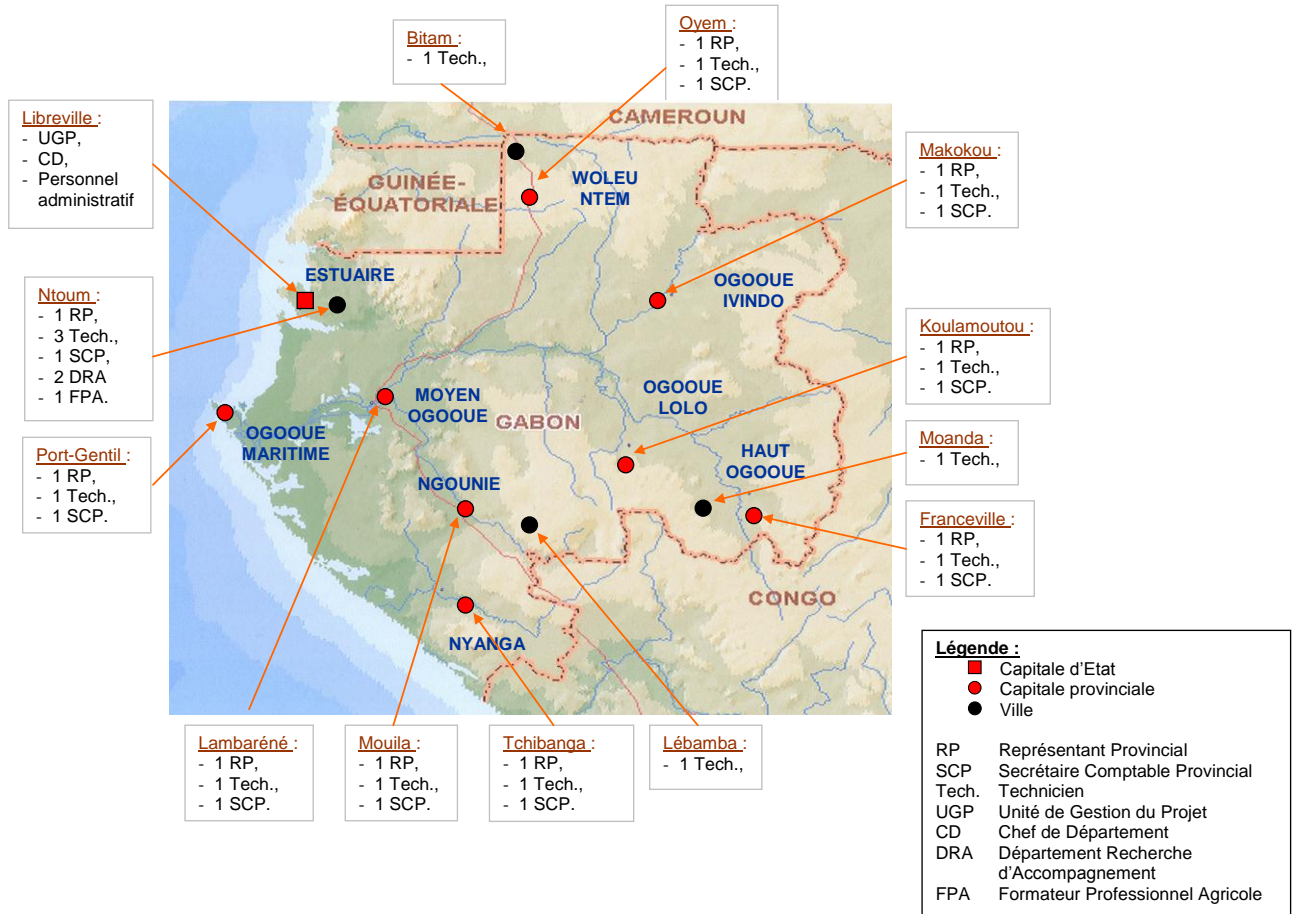 Bitam :
- 1 Tech.,
Oyem :
- 1 RP,
- 1 Tech.,
- 1 SCP.
Libreville :
- UGP,
- CD,
- Personnel
administratif
Makokou :
- 1 RP,
- 1 Tech.,
- 1 SCP.
Ntoum :
- 1 RP,
- 3 Tech.,
- 1 SCP,
- 2 DRA
- 1 FPA.
Koulamoutou :
- 1 RP,
- 1 Tech.,
- 1 SCP.
Port-Gentil :
- 1 RP,
- 1 Tech.,
- 1 SCP.
Moanda :
- 1 Tech.,
Franceville :
- 1 RP,
- 1 Tech.,
- 1 SCP.
CAMEROUN
GUINÉE-
ÉQUATORIALE
WOLEU
NTEM
ESTUAIRE
OGOOUE
IVINDO
MOYEN
OGOOUE
GABON
OGOOUE
LOLO
OGOOUE
MARITIME
HAUT
OGOOUE
NGOUNIE
CONGO
NYANGA
Lambaréné :
- 1 RP,
- 1 Tech.,
- 1 SCP.
Mouila :
- 1 RP,
- 1 Tech.,
- 1 SCP.
Tchibanga :
- 1 RP,
- 1 Tech.,
- 1 SCP.
Lébamba :
- 1 Tech.,
Légende :
Capitale d'Etat
Capitale provinciale
Ville
RP Représentant Provincial
SCP Secrétaire Comptable Provincial
Tech. Technicien
UGP Unité de Gestion du Projet
CD Chef de Département
DRA Département Recherche
d'Accompagnement
FPA Formateur Professionnel Agricole